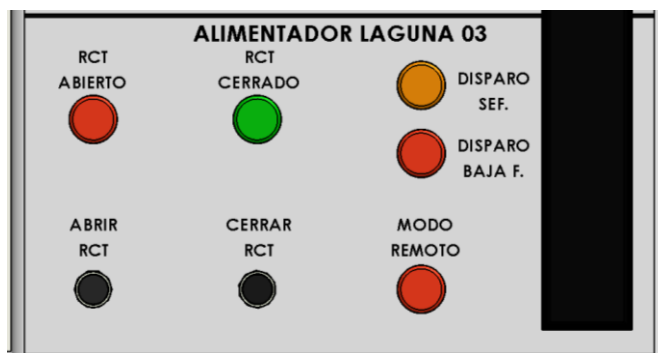 ALIMENTADOR LAGUNA 03
RCT
ABIERTO
RCT
CERRADO
DISPARO
SEF.
DISPARO
BAJA F.
ABRIR
RCT
CERRAR
RCT
MODO
REMOTO